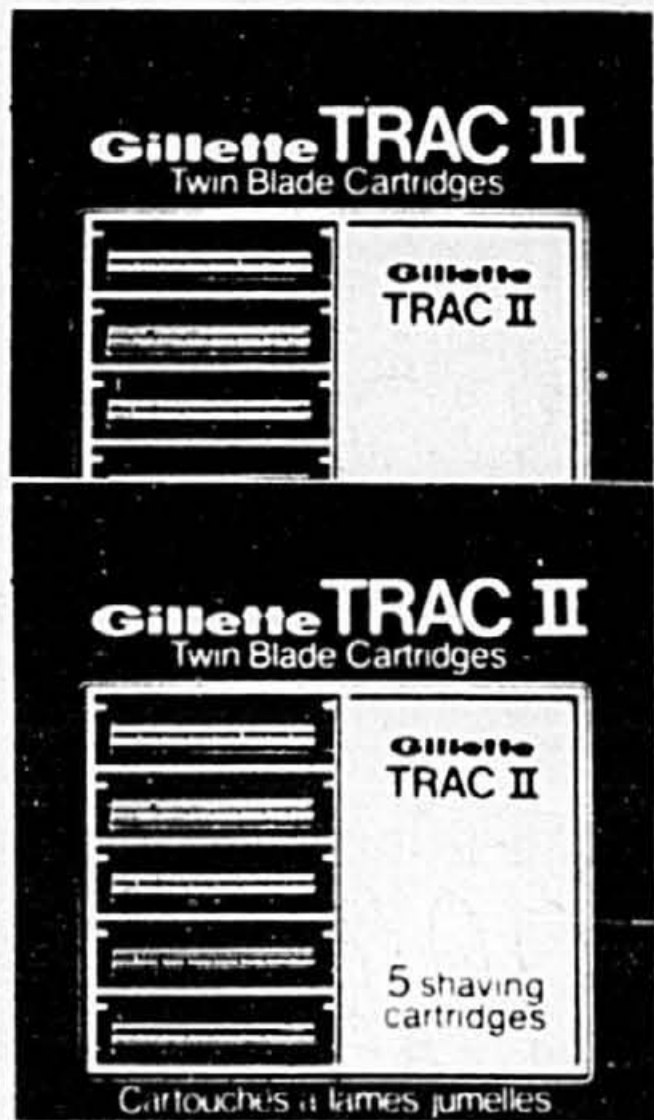 Gillette TRAC II
Twin Blade Cartridges
Gillette
TRAC II
Gillette TRAC II
Twin Blade Cartridges
Gillette
TRAC II
5 shaving
cartridges
Cartouches à lames jumelles